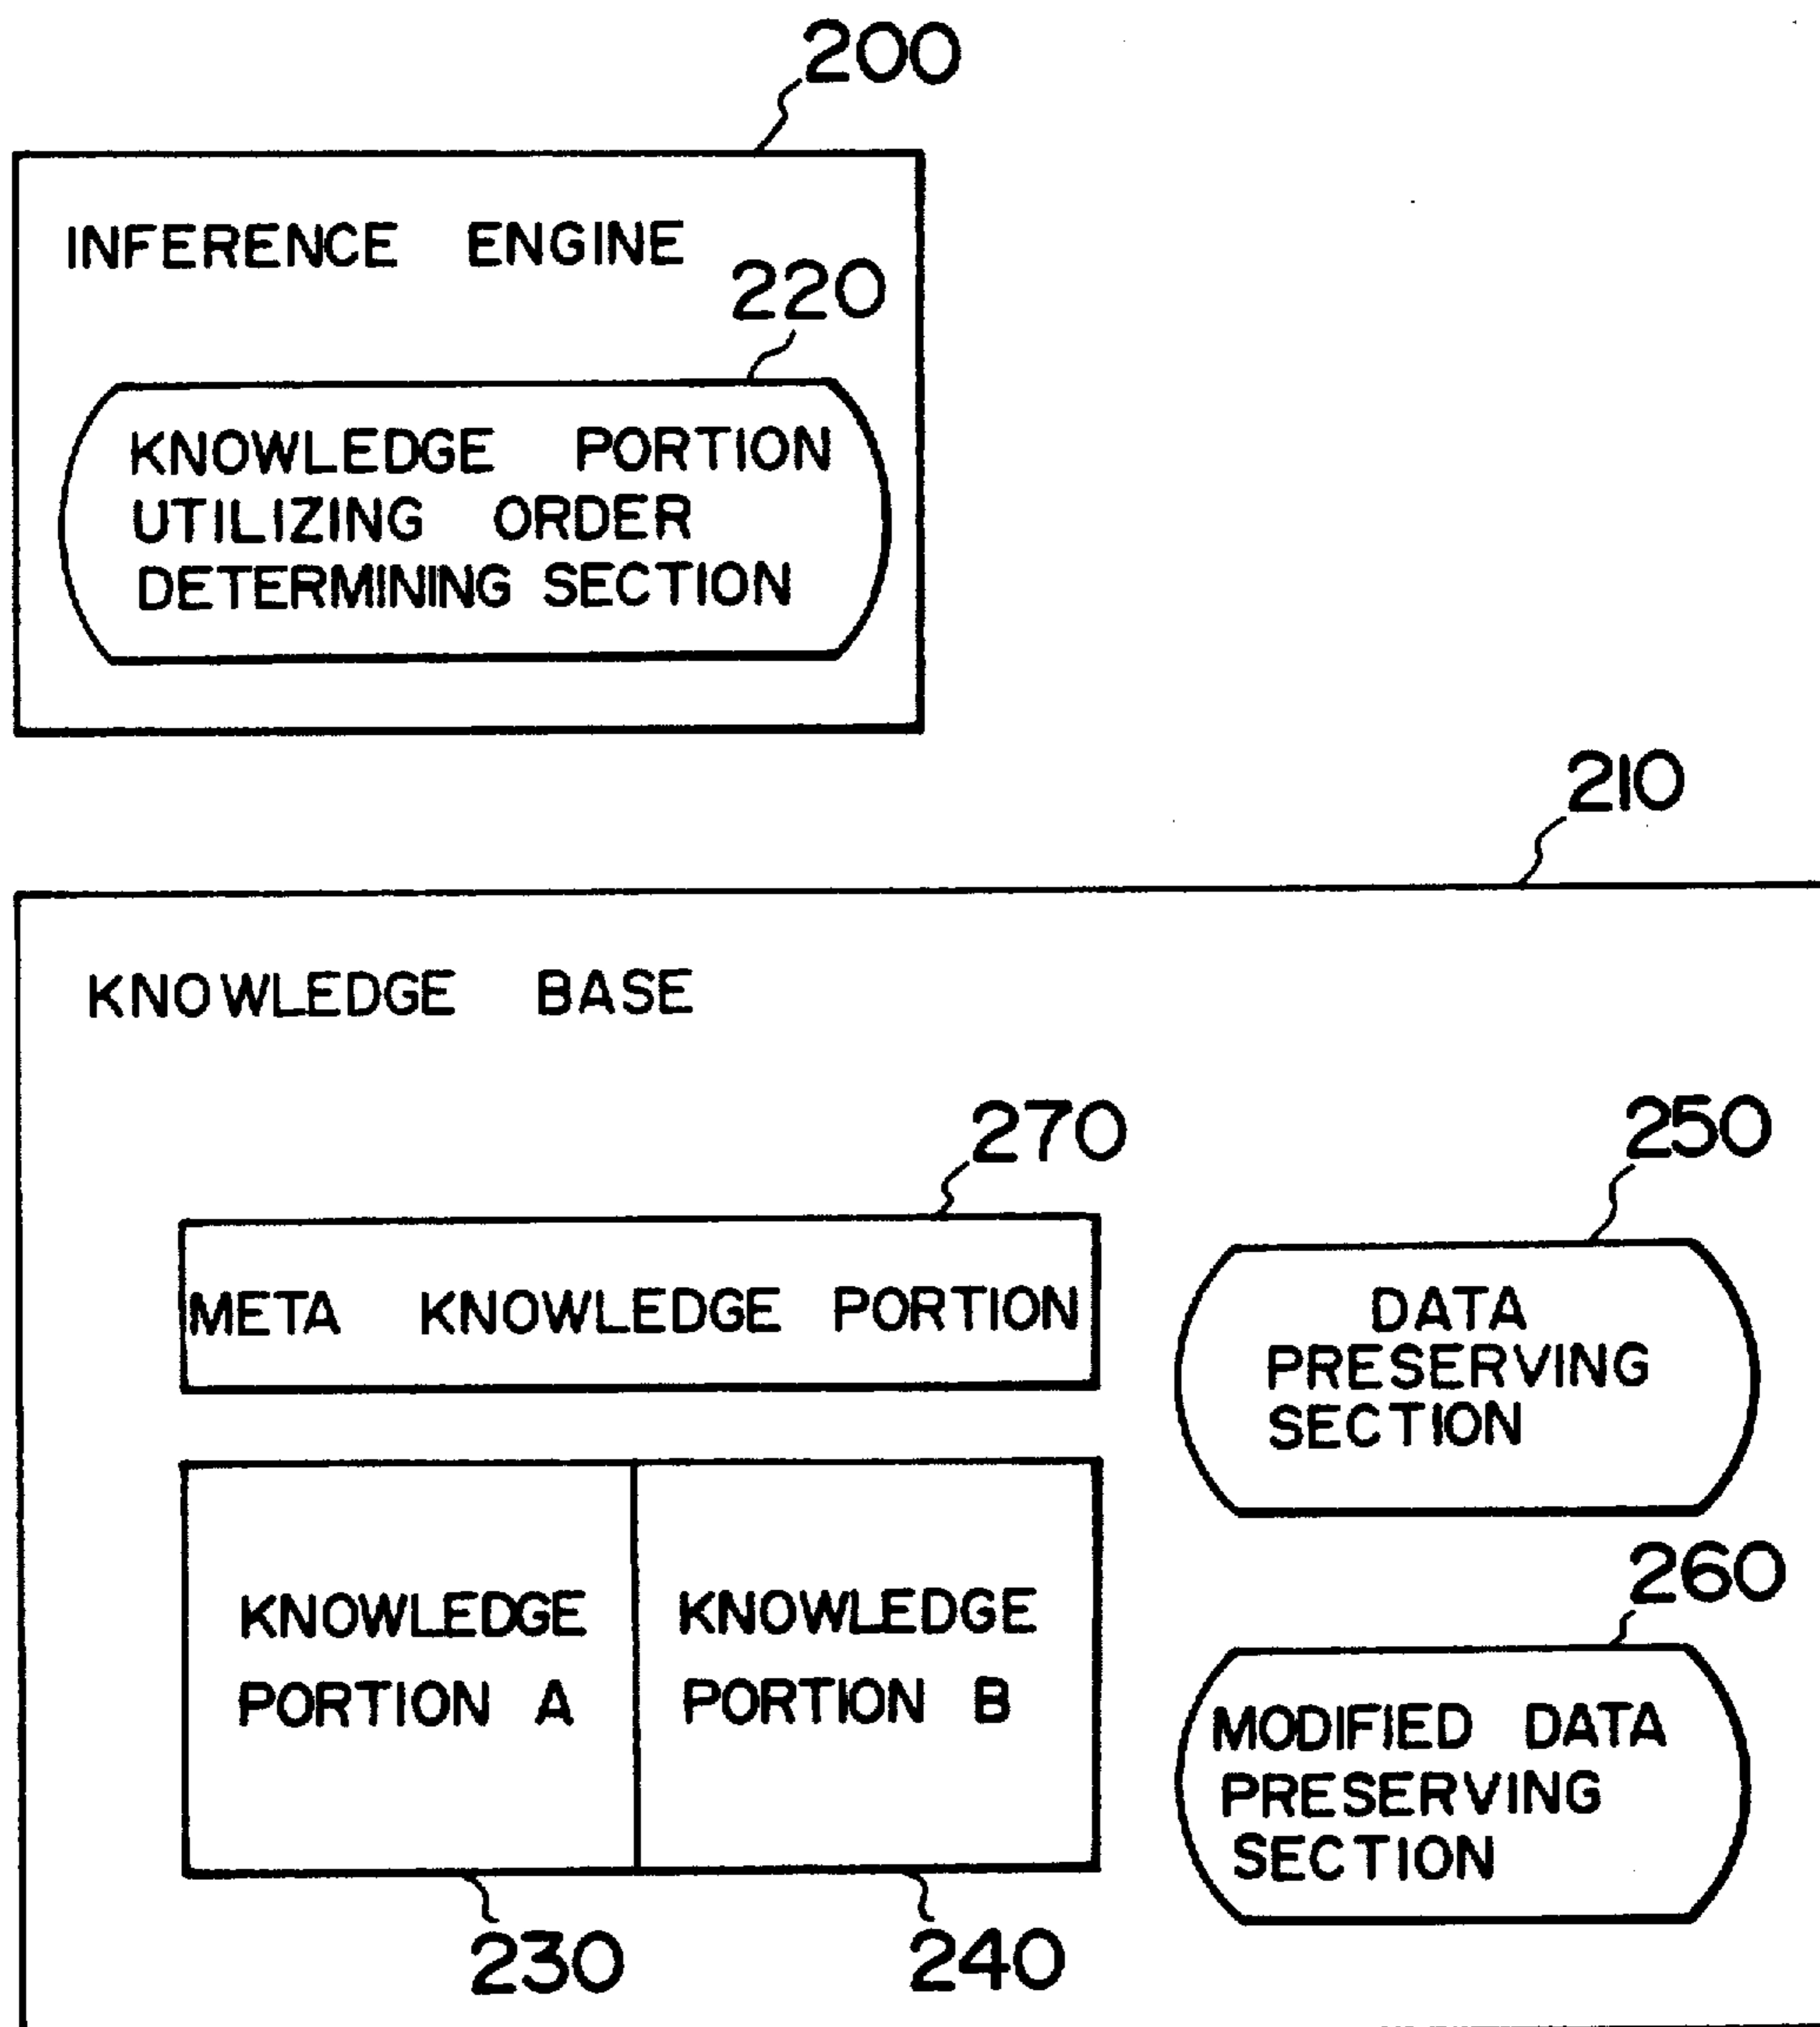 200
INFERENCE ENGINE
220
KNOWLEDGE PORTION
UTILIZING ORDER
DETERMINING SECTION
210
KNOWLEDGE BASE
270
META KNOWLEDGE PORTION
250
DATA
PRESERVING
SECTION
KNOWLEDGE
PORTION A
KNOWLEDGE
PORTION B
260
MODIFIED DATA
PRESERVING
SECTION
230
240